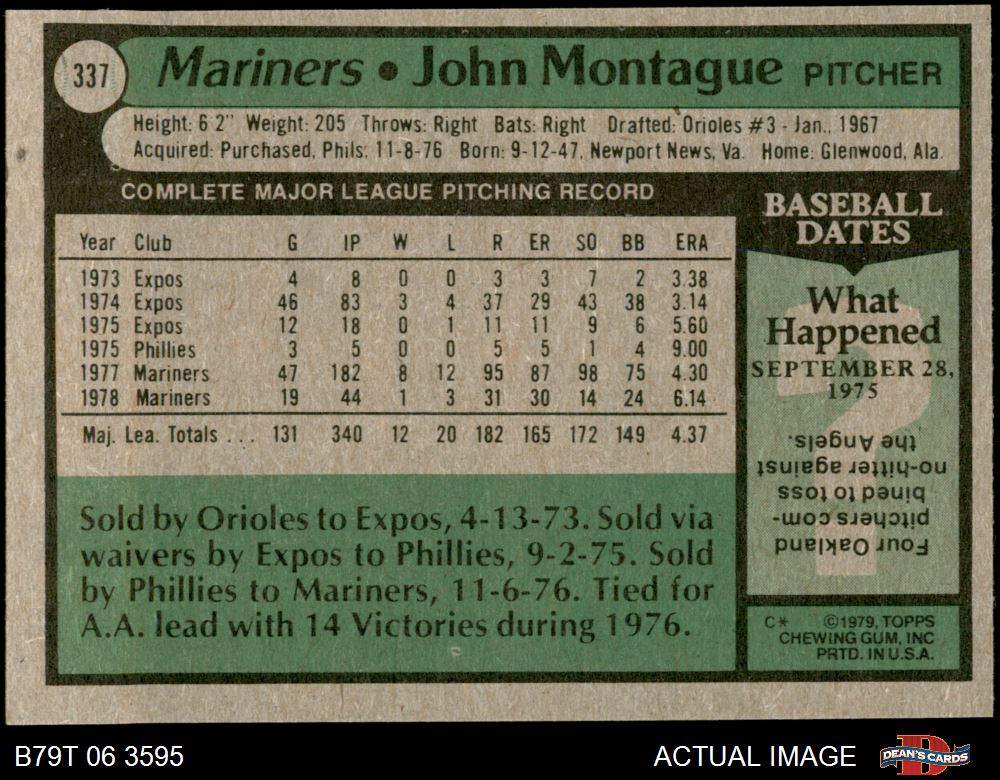 337
Mariners • John Montague PITCHER
Height: 6 2" Weight: 205 Throws: Right Bats: Right Drafted: Orioles #3 - Jan., 1967
Acquired: Purchased, Phils, 11-8-76 Born: 9-12-47, Newport News, Va. Home: Glenwood, Ala.
COMPLETE MAJOR LEAGUE PITCHING RECORD
Year Club G IP W L R ER SO BB ERA
1973 Expos 4 8 0 0 3 3 7 2 3.38
1974 Expos 46 83 3 4 37 29 43 38 3.14
1975 Expos 12 18 0 1 11 11 9 6 5.60
1975 Phillies 3 5 0 0 5 5 1 4 9.00
1977 Mariners 47 182 8 12 95 87 98 75 4.30
1978 Mariners 19 44 1 3 31 30 14 24 6.14
Maj. Lea. Totals . . . 131 340 12 20 182 165 172 149 4.37
Sold by Orioles to Expos, 4-13-73. Sold via
waivers by Expos to Phillies, 9-2-75. Sold
by Phillies to Mariners, 11-6-76. Tied for
A.A. lead with 14 Victories during 1976.
BASEBALL
DATES
What
Happened
SEPTEMBER 28,
1975
Four Oakland
pitchers com-
bined to toss
no-hitter against
the Angels.
C* ©1979, TOPPS
CHEWING GUM, INC
PRTD. IN U.S.A.
B79T 06 3595
ACTUAL IMAGE
DEAN'S CARDS